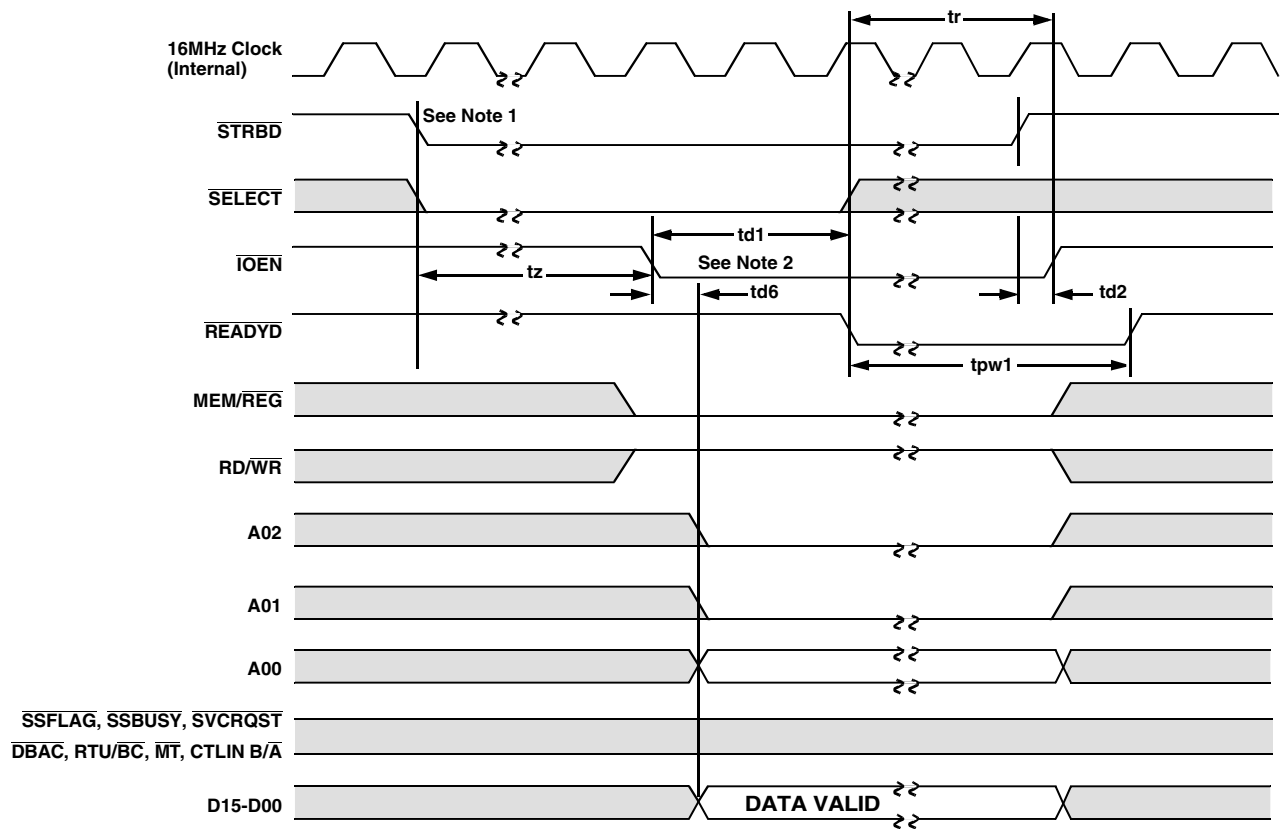 tr
16MHz Clock
(Internal)
See Note 1
STRBD
SELECT
td1
IOEN
See Note 2
tz
td6
td2
READYD
tpw1
MEM/REG
RD/WR
A02
A01
A00
SSFLAG, SSBUSY, SVCRQST
DBAC, RTU/BC, MT, CTLIN B/A
D15-D00
DATA VALID